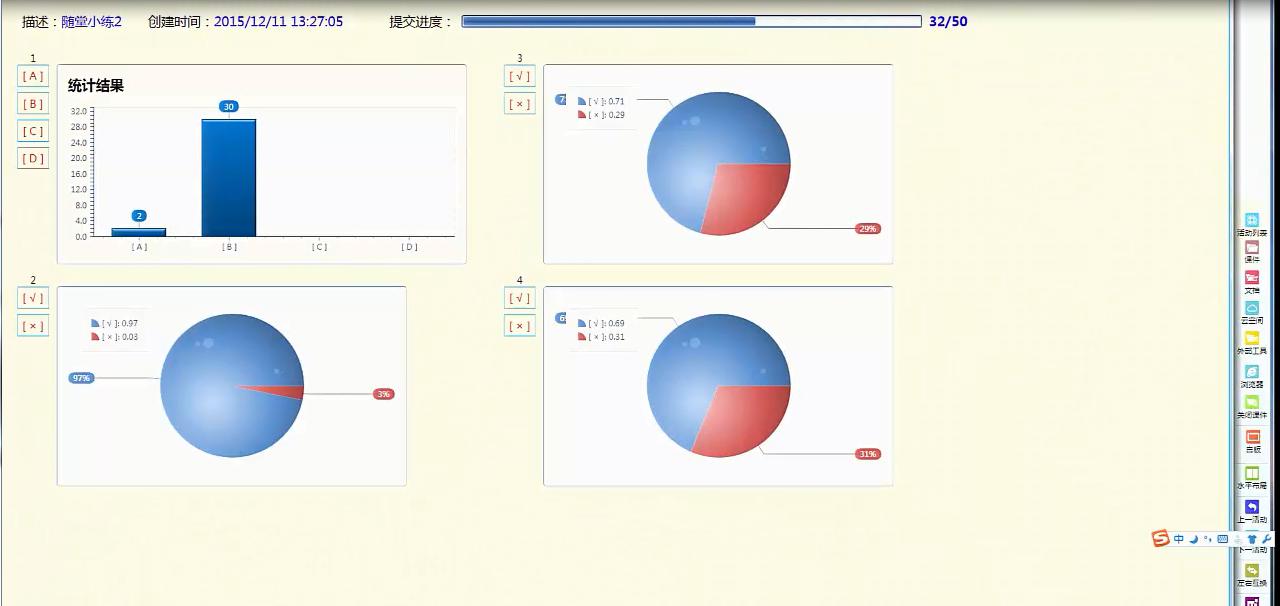 描述：随堂小练2 创建时间：2015/12/11 13:27:05 提交进度： 32/50
1
[ A ]
[ B ]
[ C ]
[ D ]
统计结果
32.0
28.0
24.0
20.0
16.0
12.0
8.0
4.0
0.0
2
30
[ A ] [ B ] [ C ] [ D ]
3
[ √ ]
[ × ]
[ √ ]: 0.71
[ × ]: 0.29
29%
2
[ √ ]
[ × ]
[ √ ]: 0.97
[ × ]: 0.03
97%
3%
4
[ √ ]
[ × ]
[ √ ]: 0.69
[ × ]: 0.31
31%
活动列表
课件
文档
云空间
外部工具
浏览器
关闭课件
白板
水平布局
上一活动
下一活动
左右互换
S 中